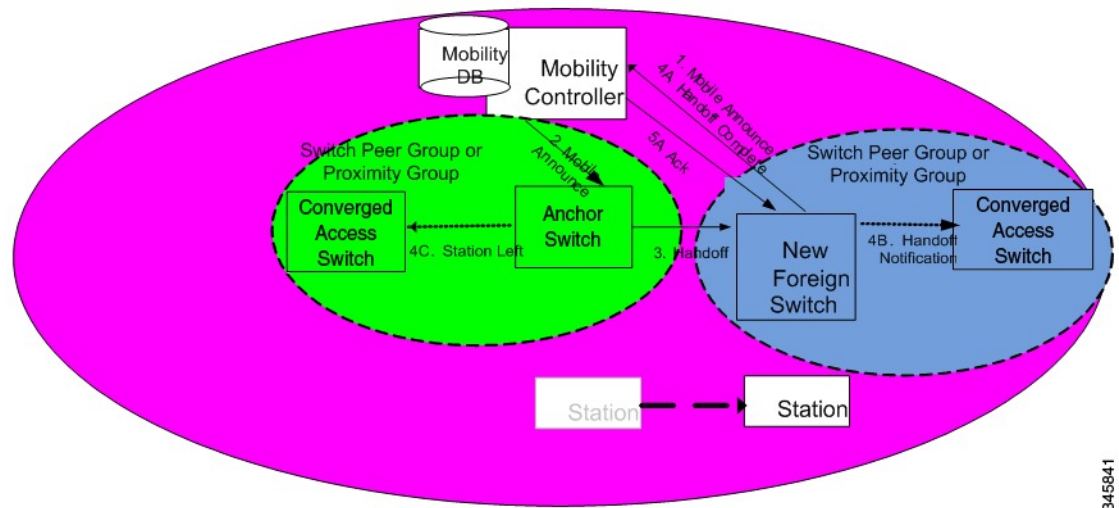 Mobility
DB
Mobility
Controller
1. Mobile Announce
4A. Handoff Complete
5A Ack
2. Mobile
Announce
Switch Peer Group or
Proximity Group
Converged
Access
Switch
4C. Station Left
Anchor
Switch
3. Handoff
Switch Peer Group or
Proximity Group
New
Foreign
Switch
4B. Handoff
Notification
Converged
Access
Switch
Station
Station
345841